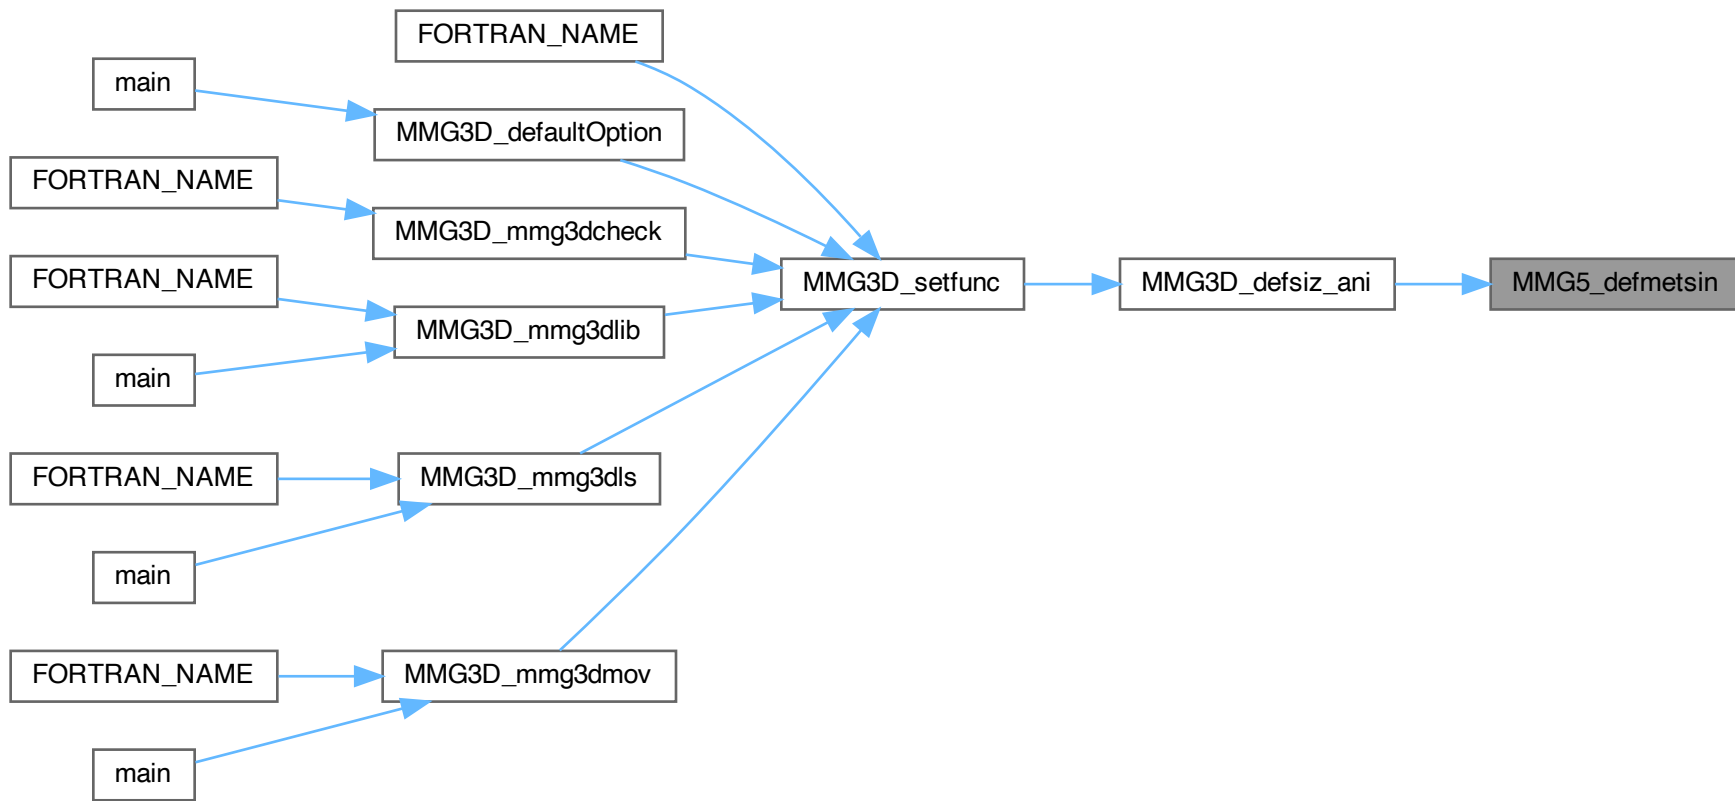 FORTRAN_NAME
main
MMG3D_defaultOption
FORTRAN_NAME
MMG3D_mmg3dcheck
FORTRAN_NAME
MMG3D_setfunc
MMG3D_defsiz_ani
MMG5_defmetsin
MMG3D_mmg3dlib
main
FORTRAN_NAME
MMG3D_mmg3dls
main
FORTRAN_NAME
MMG3D_mmg3dmov
main